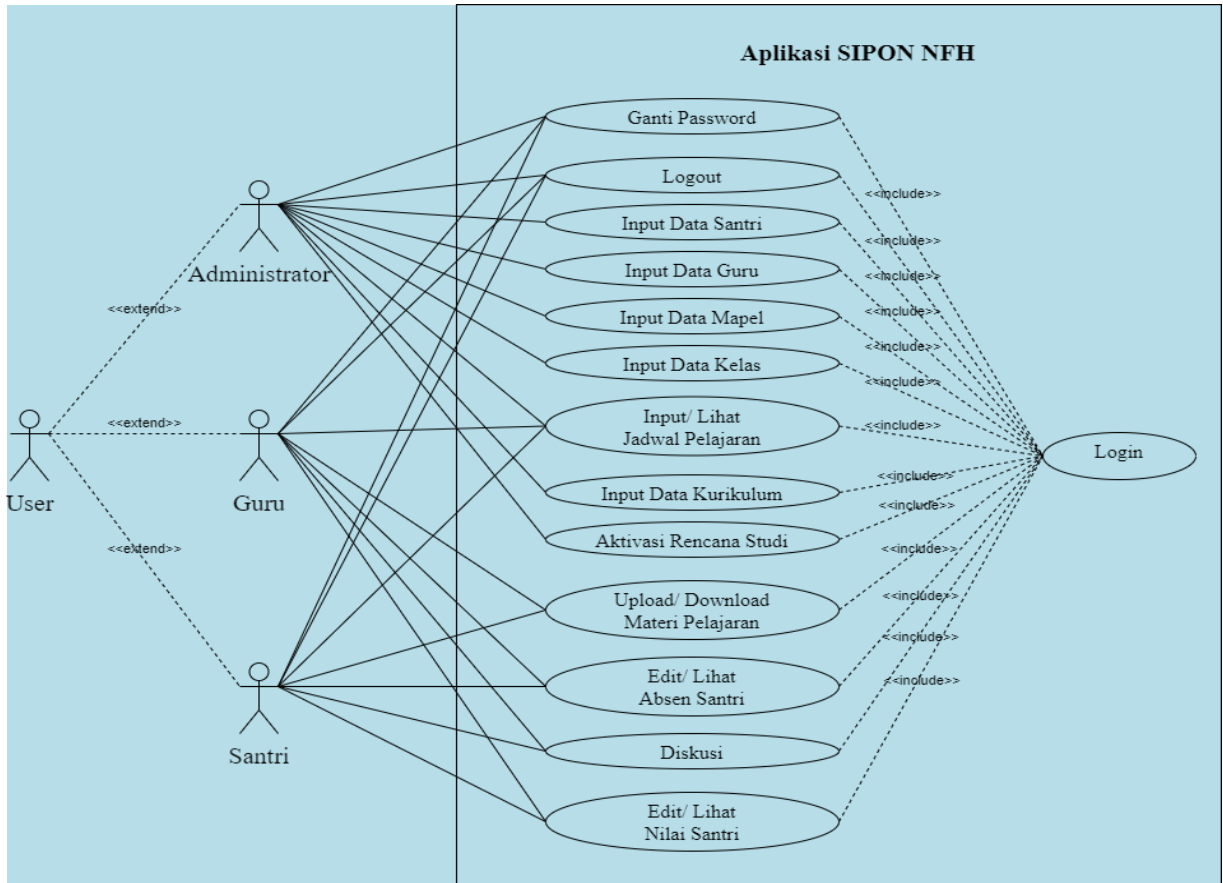 Aplikasi SIPON NFH
Ganti Password
Logout
<<include>>
Input Data Santri
<<include>>
Administrator
Input Data Guru
<<include>>
<<extend>>
Input Data Mapel
<<include>>
<<include>>
Input Data Kelas
<<include>>
Input/ Lihat
Jadwal Pelajaran
<<extend>>
<<include>>
Login
User
Guru
Input Data Kurikulum
<<include>>
<<include>>
Aktivasi Rencana Studi
<<extend>>
<<include>>
Upload/ Download
Materi Pelajaran
<<include>>
<<include>>
Edit/ Lihat
Absen Santri
<<include>>
Santri
Diskusi
Edit/ Lihat
Nilai Santri